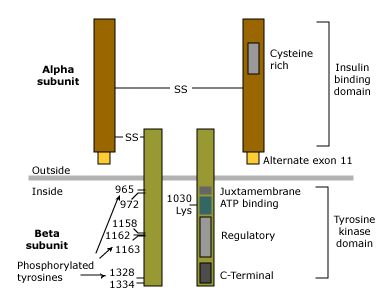 Cysteine
rich
Alpha
subunit
Insulin
binding
domain
SS
SS
Alternate exon 11
Outside
Inside
965
972
1030
Lys
Juxtamembrane
ATP binding
1158
1162
1163
Regulatory
Tyrosine
kinase
domain
Beta
subunit
Phosphorylated
tyrosines
1328
1334
C-Terminal